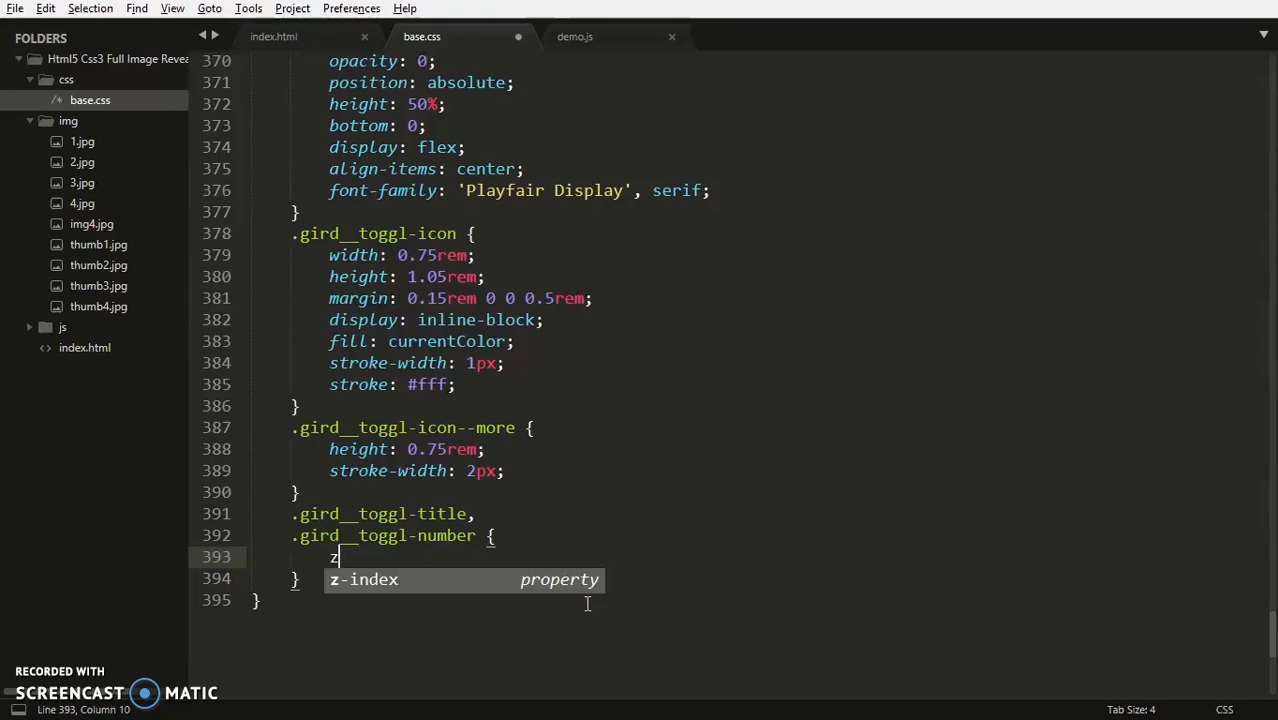 File Edit Selection Find View Goto Tools Project Preferences Help
FOLDERS
index.html × base.css demo.js ×
Html5 Css3 Full Image Revea
css
/* base.css
img
1.jpg
2.jpg
3.jpg
4.jpg
img4.jpg
thumb1.jpg
thumb2.jpg
thumb3.jpg
thumb4.jpg
js
<> index.html
370 opacity: 0;
371 position: absolute;
372 height: 50%;
373 bottom: 0;
374 display: flex;
375 align-items: center;
376 font-family: 'Playfair Display', serif;
377 }
378 .gird__toggl-icon {
379 width: 0.75rem;
380 height: 1.05rem;
381 margin: 0.15rem 0 0 0.5rem;
382 display: inline-block;
383 fill: currentColor;
384 stroke-width: 1px;
385 stroke: #fff;
386 }
387 .gird__toggl-icon--more {
388 height: 0.75rem;
389 stroke-width: 2px;
390 }
391 .gird__toggl-title,
392 .gird__toggl-number {
393 z
394 }
z-index property
395 }
RECORDED WITH
SCREENCAST MATIC
Line 393, Column 10 Tab Size: 4 CSS